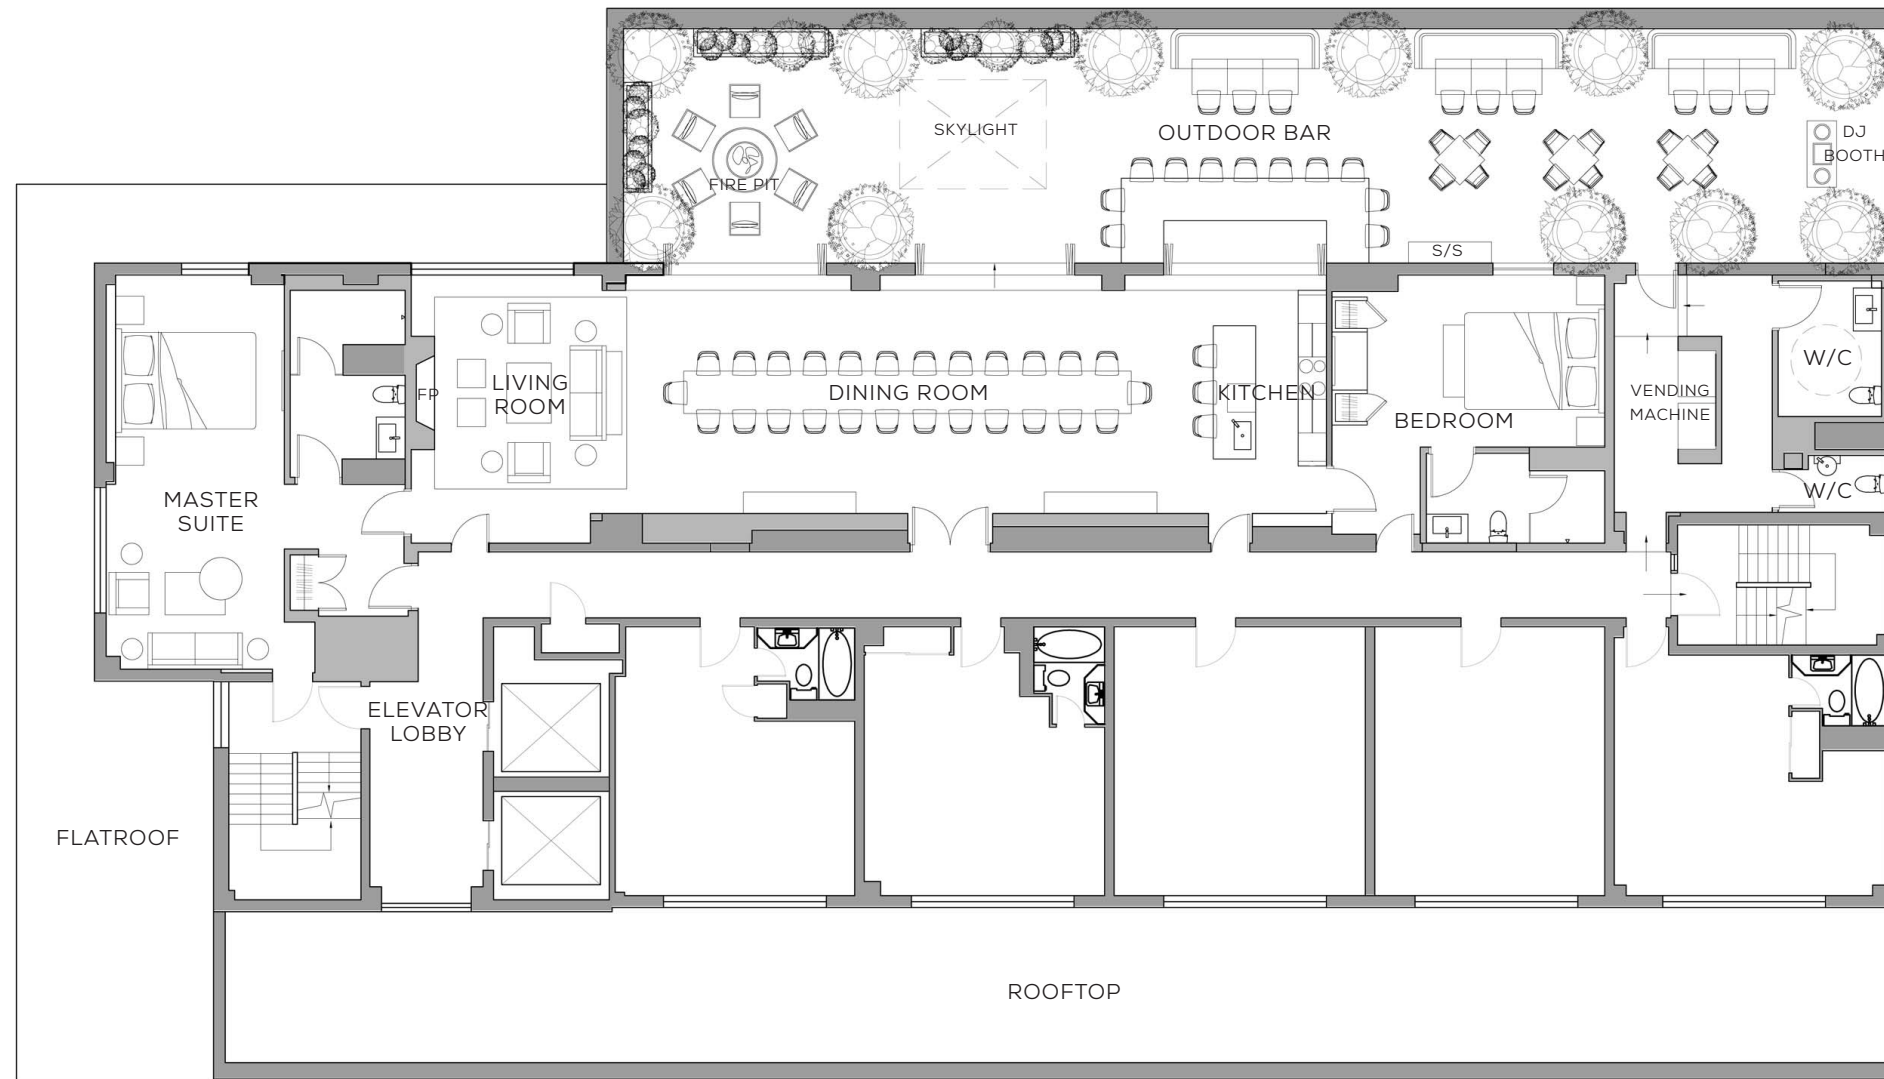 SKYLIGHT
OUTDOOR BAR
DJ
BOOTH
FIRE PIT
S/S
LIVING
ROOM
FP
DINING ROOM
KITCHEN
BEDROOM
VENDING
MACHINE
W/C
W/C
MASTER
SUITE
ELEVATOR
LOBBY
FLATROOF
ROOFTOP